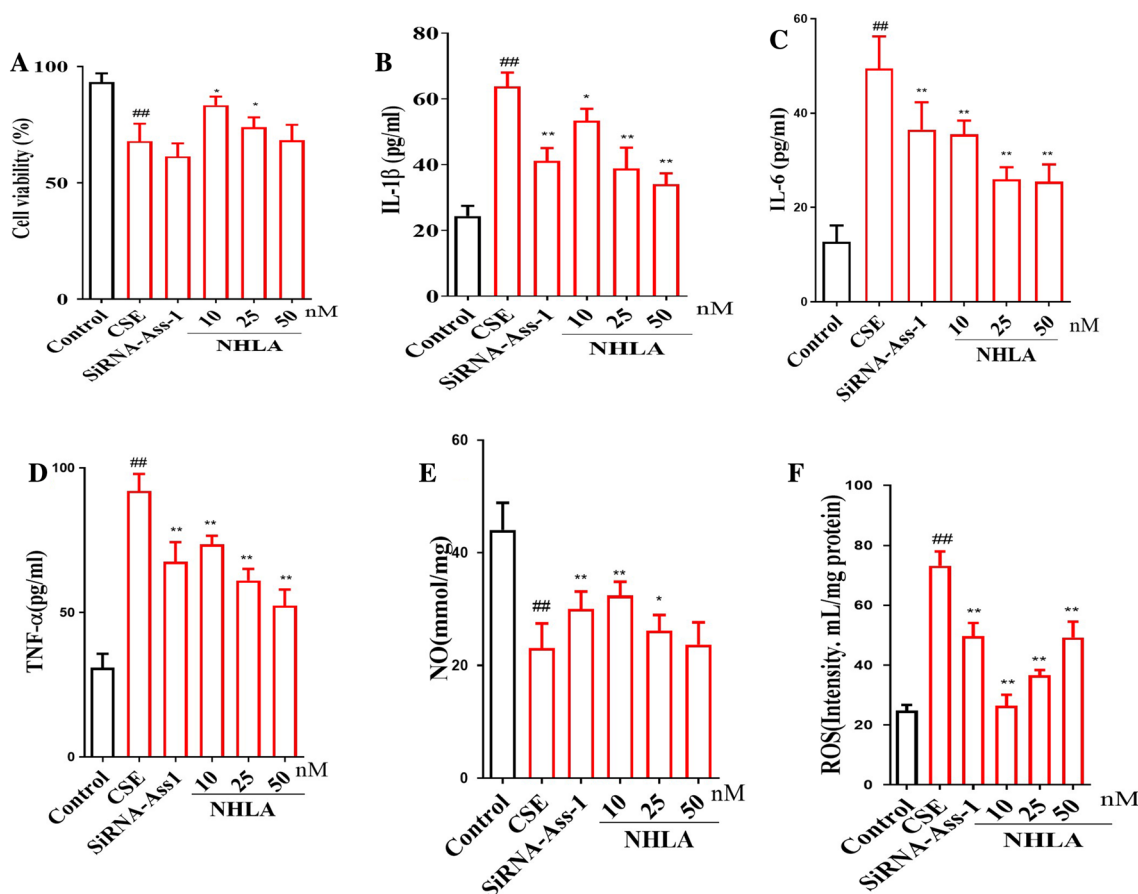 A
Cell viability (%)
100
50
0
##
*
*
Control
CSE
SiRNA-Ass-1
10
25
50
nM
NHLA
B
IL-1β (pg/ml)
80
60
40
20
0
##
**
*
**
**
Control
CSE
SiRNA-Ass-1
10
25
50
nM
NHLA
C
IL-6 (pg/ml)
60
40
20
0
##
**
**
**
**
Control
CSE
SiRNA-Ass-1
10
25
50
nM
NHLA
D
TNF-α(pg/ml)
100
50
0
##
**
**
**
**
Control
CSE
SiRNA-Ass1
10
25
50
nM
NHLA
E
NO(mmol/mg)
60
40
20
0
##
**
**
*
Control
CSE
SiRNA-Ass-1
10
25
50
nM
NHLA
F
ROS(Intensity. mL/mg protein)
100
80
60
40
20
0
##
**
**
**
**
Control
CSE
SiRNA-Ass-1
10
25
50
nM
NHLA